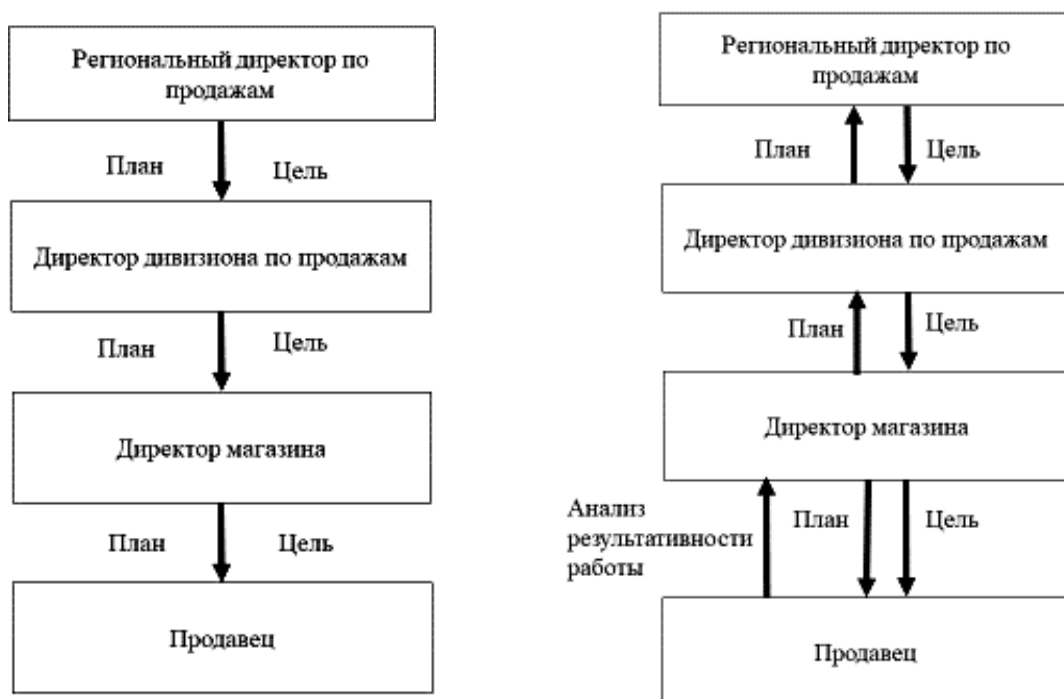 Региональный директор по
продажам
План
Цель
Директор дивизиона по продажам
План
Цель
Директор магазина
План
Цель
Продавец
Региональный директор по
продажам
План
Цель
Директор дивизиона по продажам
План
Цель
Директор магазина
Анализ
результативности
работы
План
Цель
Продавец